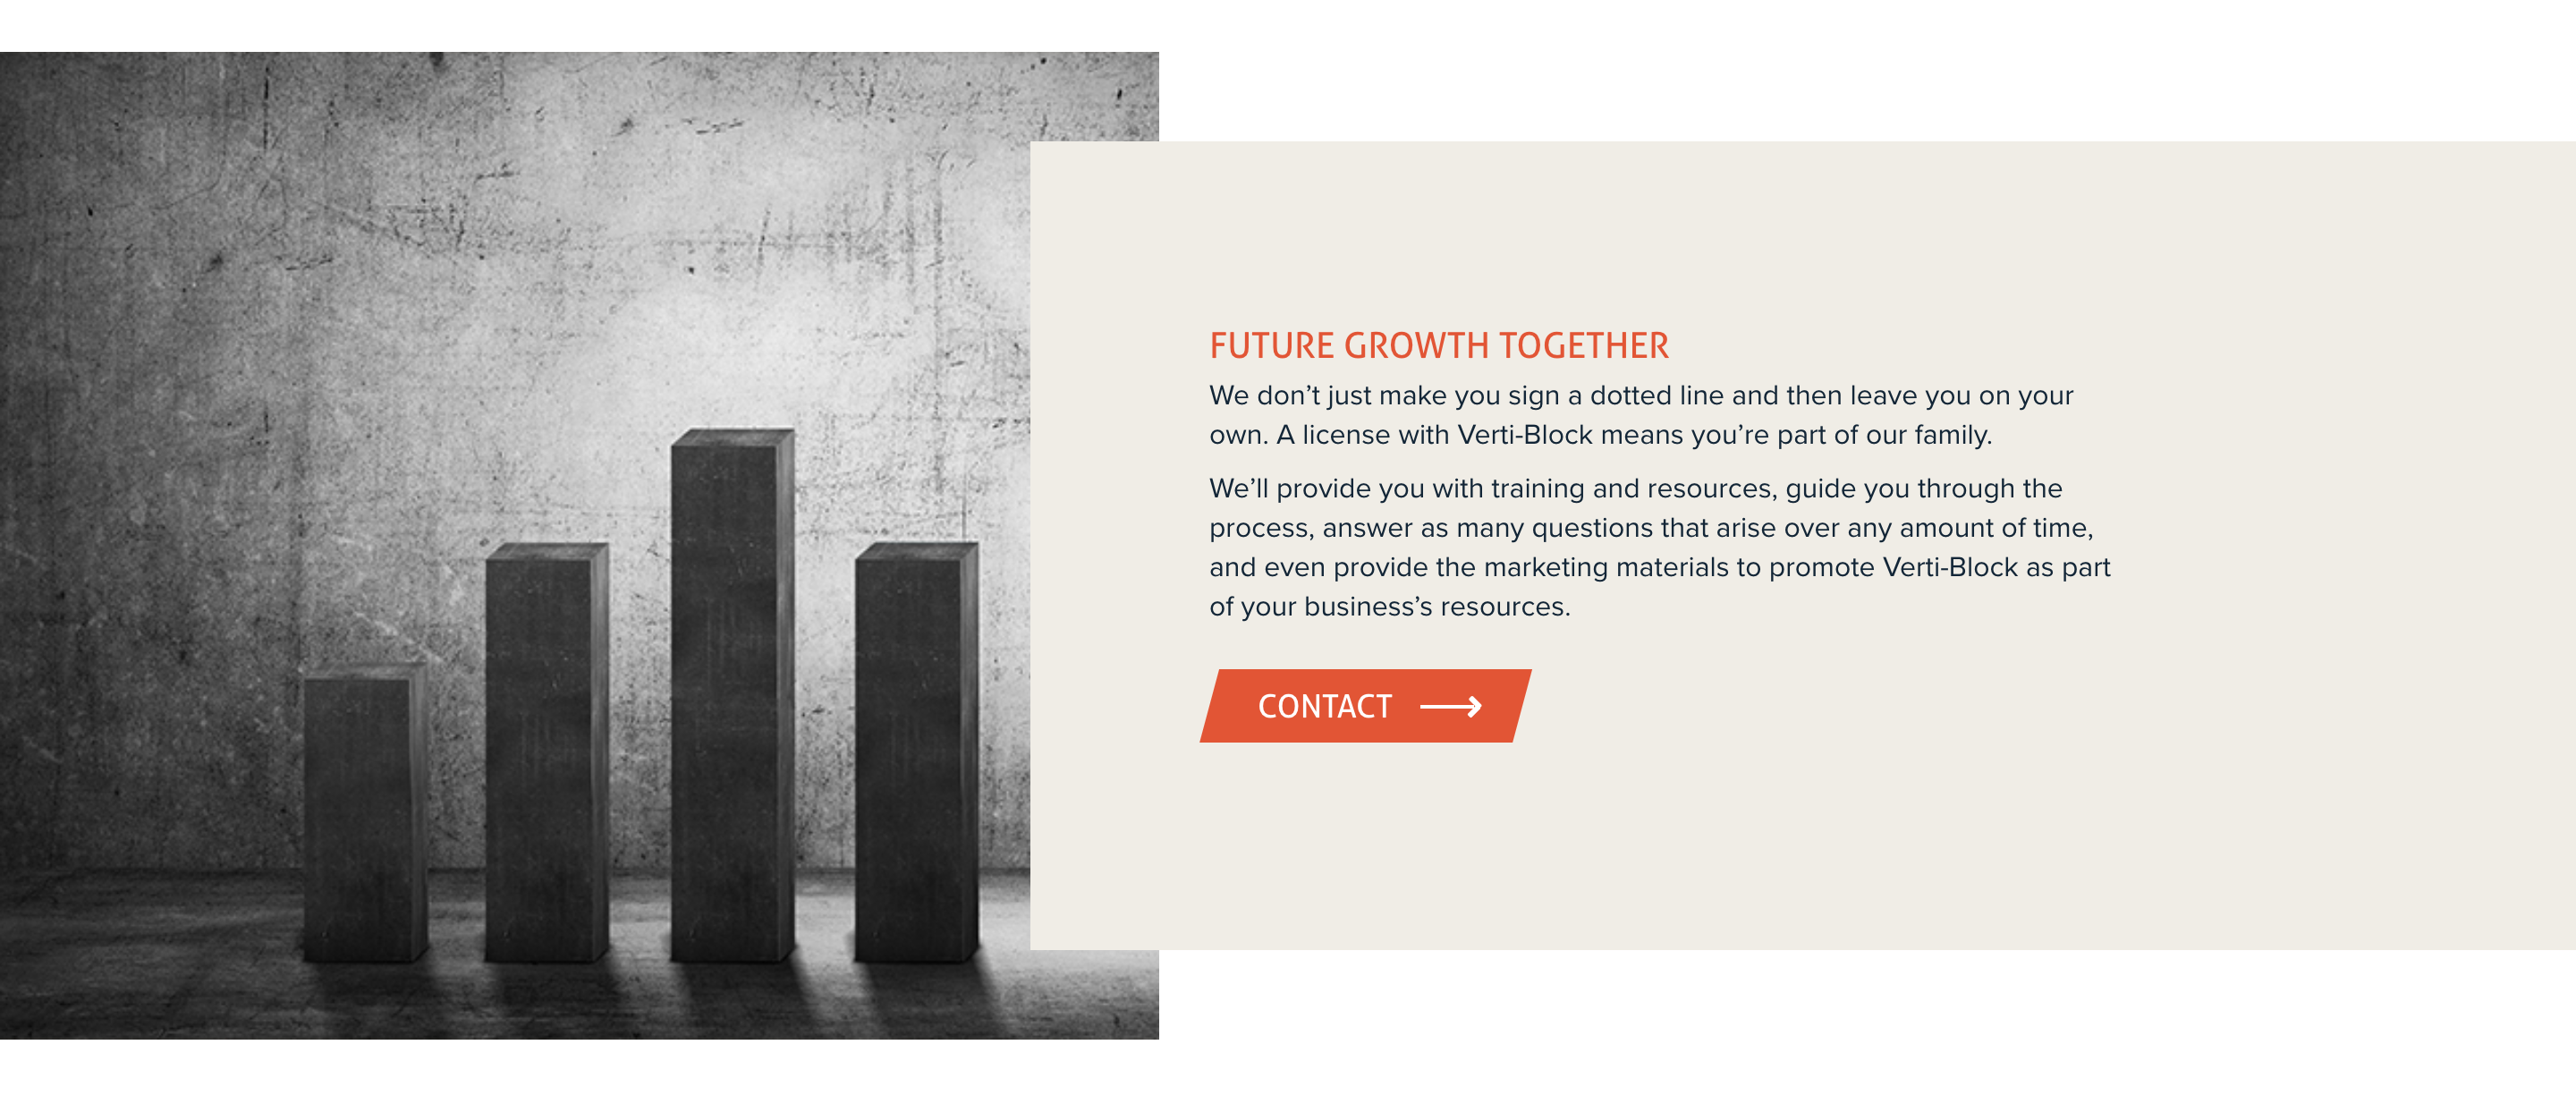 FUTURE GROWTH TOGETHER
We don’t just make you sign a dotted line and then leave you on your
own. A license with Verti-Block means you’re part of our family.
We’ll provide you with training and resources, guide you through the
process, answer as many questions that arise over any amount of time,
and even provide the marketing materials to promote Verti-Block as part
of your business’s resources.
CONTACT